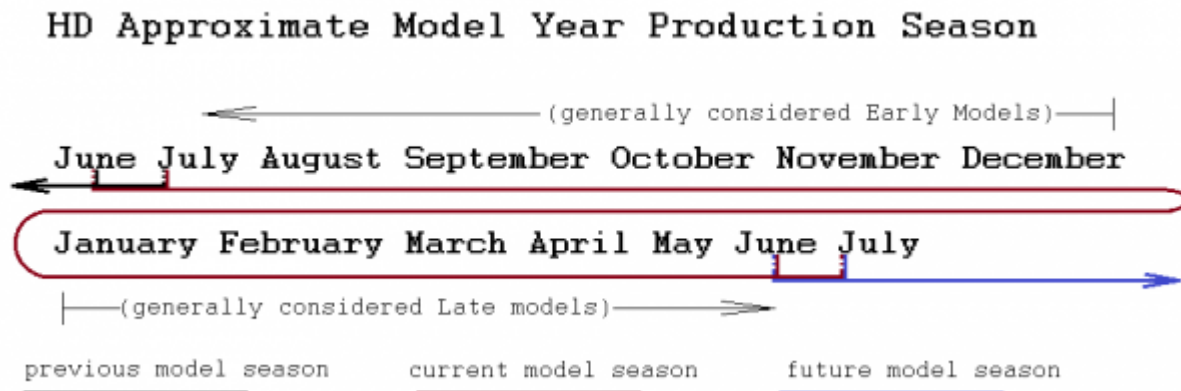 HD Approximate Model Year Production Season
(generally considered Early Models)
June July August September October November December
January February March April May June July
(generally considered Late models)
previous model season current model season future model season